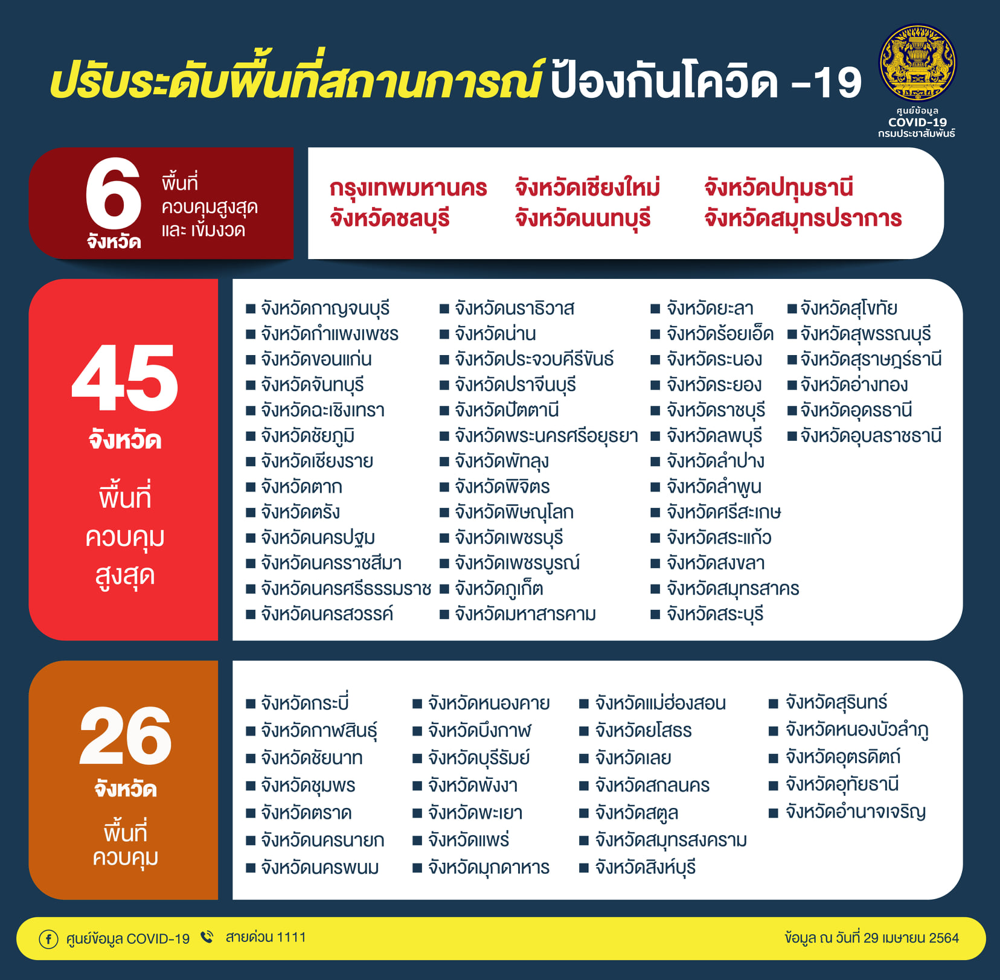 ปรับระดับพื้นที่สถานการณ์ ป้องกันโควิด -19
ศูนย์ข้อมูล
COVID-19
กรมประชาสัมพันธ์
6
จังหวัด
พื้นที่
ควบคุมสูงสุด
และ เข้มงวด
กรุงเทพมหานคร จังหวัดเชียงใหม่ จังหวัดปทุมธานี
จังหวัดชลบุรี จังหวัดนนทบุรี จังหวัดสมุทรปราการ
45
จังหวัด
พื้นที่
ควบคุม
สูงสุด
จังหวัดกาญจนบุรี
จังหวัดกำแพงเพชร
จังหวัดขอนแก่น
จังหวัดจันทบุรี
จังหวัดฉะเชิงเทรา
จังหวัดชัยภูมิ
จังหวัดเชียงราย
จังหวัดตาก
จังหวัดตรัง
จังหวัดนครปฐม
จังหวัดนครราชสีมา
จังหวัดนครศรีธรรมราช
จังหวัดนครสวรรค์
จังหวัดนราธิวาส
จังหวัดน่าน
จังหวัดประจวบคีรีขันธ์
จังหวัดปราจีนบุรี
จังหวัดปัตตานี
จังหวัดพระนครศรีอยุธยา
จังหวัดพัทลุง
จังหวัดพิจิตร
จังหวัดพิษณุโลก
จังหวัดเพชรบุรี
จังหวัดเพชรบูรณ์
จังหวัดภูเก็ต
จังหวัดมหาสารคาม
จังหวัดยะลา
จังหวัดร้อยเอ็ด
จังหวัดระนอง
จังหวัดระยอง
จังหวัดราชบุรี
จังหวัดลพบุรี
จังหวัดลำปาง
จังหวัดลำพูน
จังหวัดศรีสะเกษ
จังหวัดสระแก้ว
จังหวัดสงขลา
จังหวัดสมุทรสาคร
จังหวัดสระบุรี
จังหวัดสุโขทัย
จังหวัดสุพรรณบุรี
จังหวัดสุราษฎร์ธานี
จังหวัดอ่างทอง
จังหวัดอุดรธานี
จังหวัดอุบลราชธานี
26
จังหวัด
พื้นที่
ควบคุม
จังหวัดกระบี่
จังหวัดกาฬสินธุ์
จังหวัดชัยนาท
จังหวัดชุมพร
จังหวัดตราด
จังหวัดนครนายก
จังหวัดนครพนม
จังหวัดหนองคาย
จังหวัดบึงกาฬ
จังหวัดบุรีรัมย์
จังหวัดพังงา
จังหวัดพะเยา
จังหวัดแพร่
จังหวัดมุกดาหาร
จังหวัดแม่ฮ่องสอน
จังหวัดยโสธร
จังหวัดเลย
จังหวัดสกลนคร
จังหวัดสตูล
จังหวัดสมุทรสงคราม
จังหวัดสิงห์บุรี
จังหวัดสุรินทร์
จังหวัดหนองบัวลำภู
จังหวัดอุตรดิตถ์
จังหวัดอุทัยธานี
จังหวัดอำนาจเจริญ
ศูนย์ข้อมูล COVID-19 สายด่วน 1111 ข้อมูล ณ วันที่ 29 เมษายน 2564